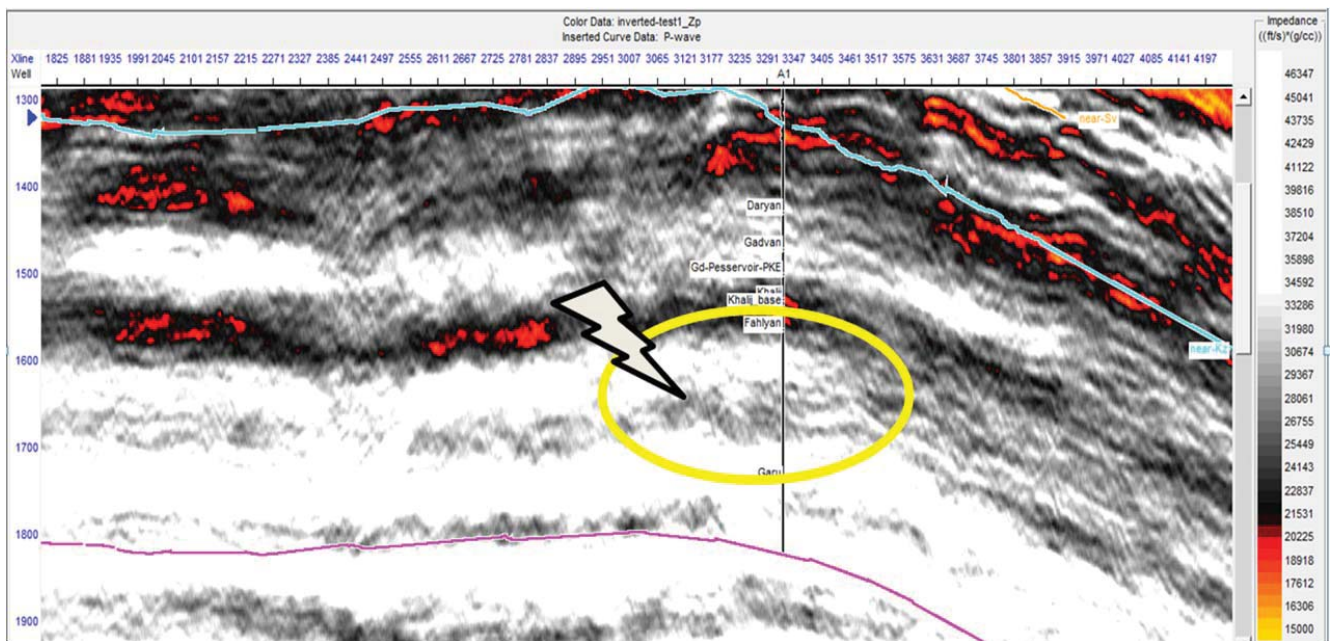 Color Data: inverted-test1_Zp
Inserted Curve Data: P-wave
Impedance
((ft/s)*(g/cc))
Xline 1825 1881 1935 1991 2045 2101 2157 2215 2271 2327 2385 2441 2497 2555 2611 2667 2725 2781 2837 2895 2951 3007 3065 3121 3177 3235 3291 3347 3405 3461 3517 3575 3631 3687 3745 3801 3857 3915 3971 4027 4085 4141 4197
Well A1
1300
near-Sv
1400
Daryan
Gadvan
Gd-Pesservoir-PKE
1500
Khalij
Khalij_base
Fahlyan
near-Kz
1600
1700
Garu
1800
1900
46347
45041
43735
42429
41122
39816
38510
37204
35898
34592
33286
31980
30674
29367
28061
26755
25449
24143
22837
21531
20225
18918
17612
16306
15000